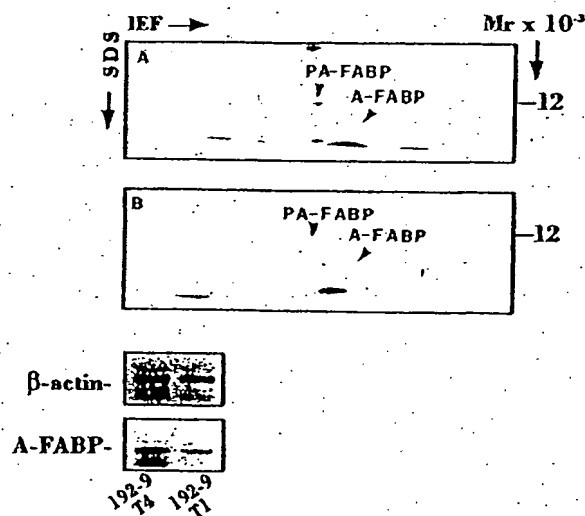 IEF
Mr x 10⁻³
SDS
A
PA-FABP
A-FABP
-12
B
PA-FABP
A-FABP
-12
β-actin-
A-FABP-
192-9 T4
192-9 T1